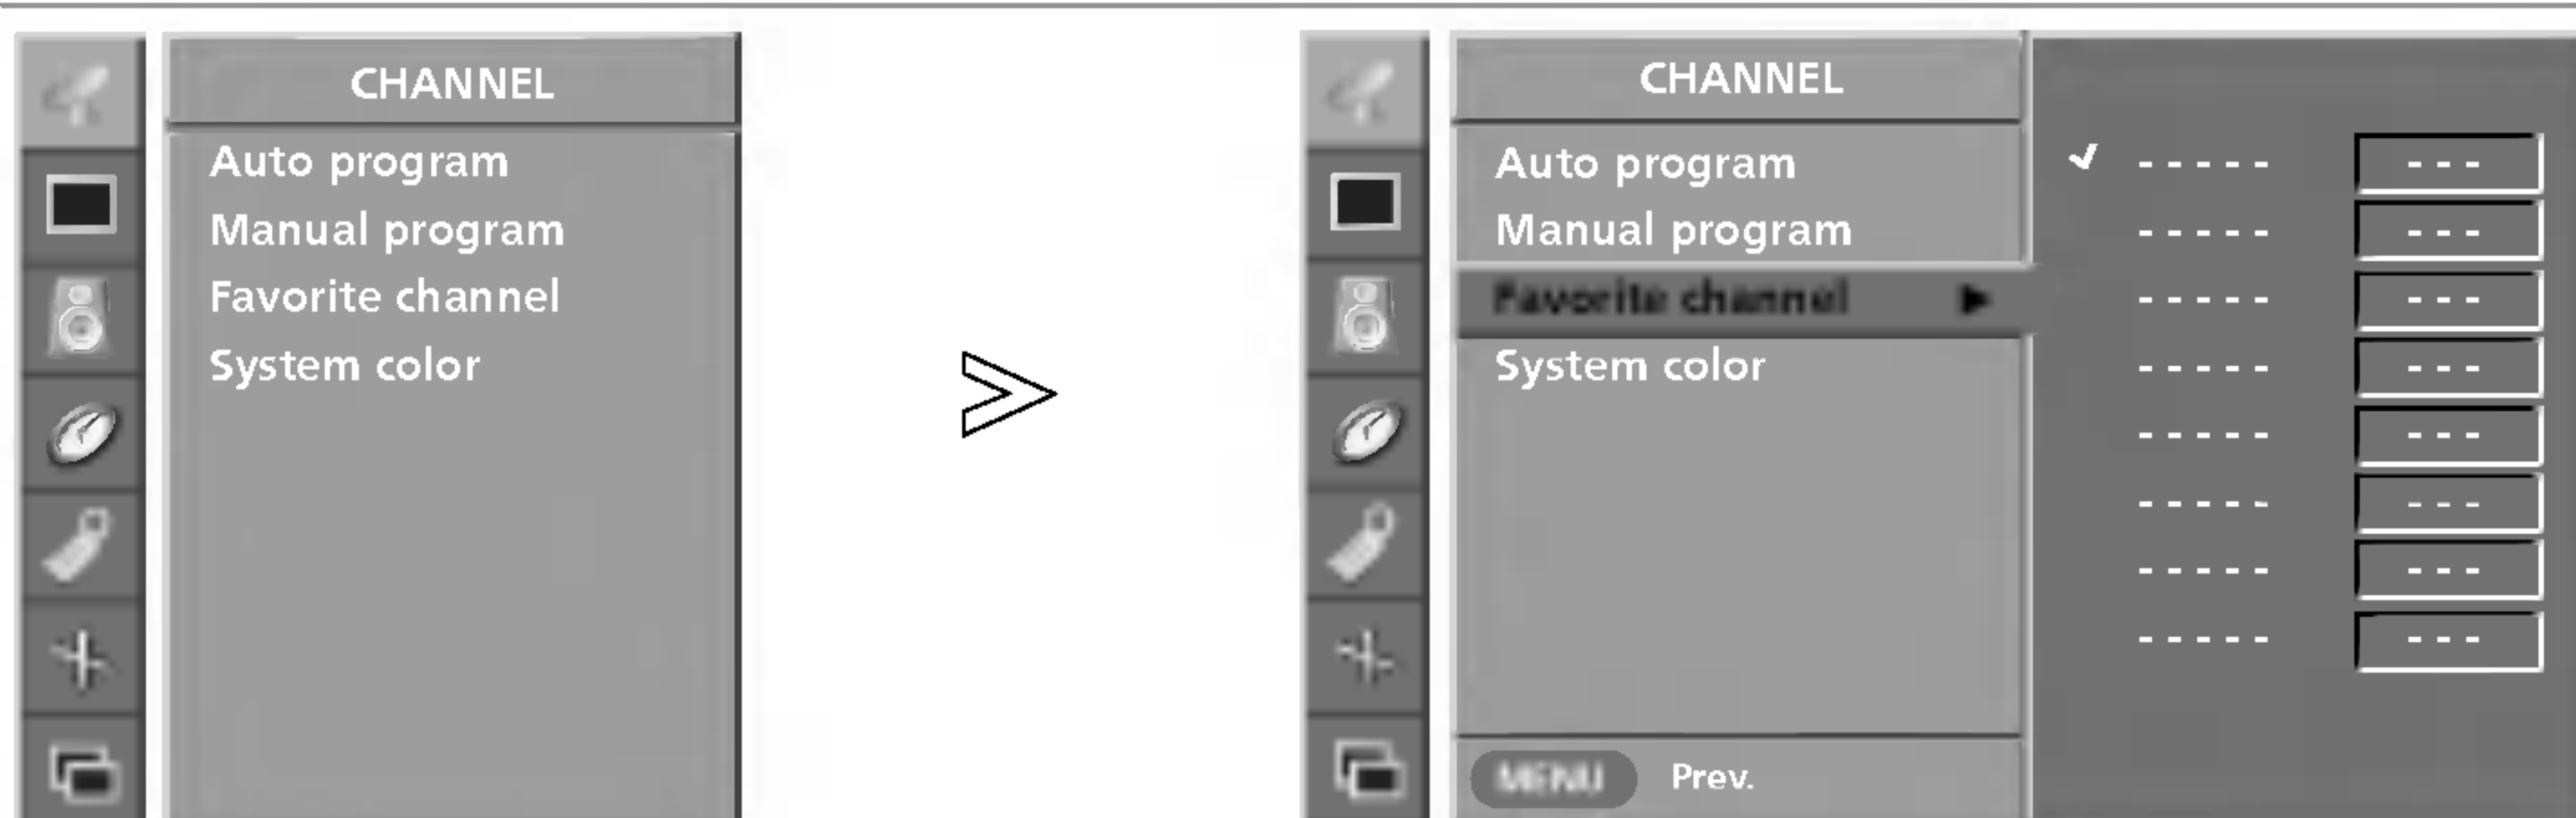 CHANNEL
Auto program
Manual program
Favorite channel
System color
CHANNEL
Auto program
Manual program
Favorite channel ▶
System color
MENU Prev.
✓ - - - - - - - -
- - - - - - - -
- - - - - - - -
- - - - - - - -
- - - - - - - -
- - - - - - - -
- - - - - - - -
- - - - - - - -